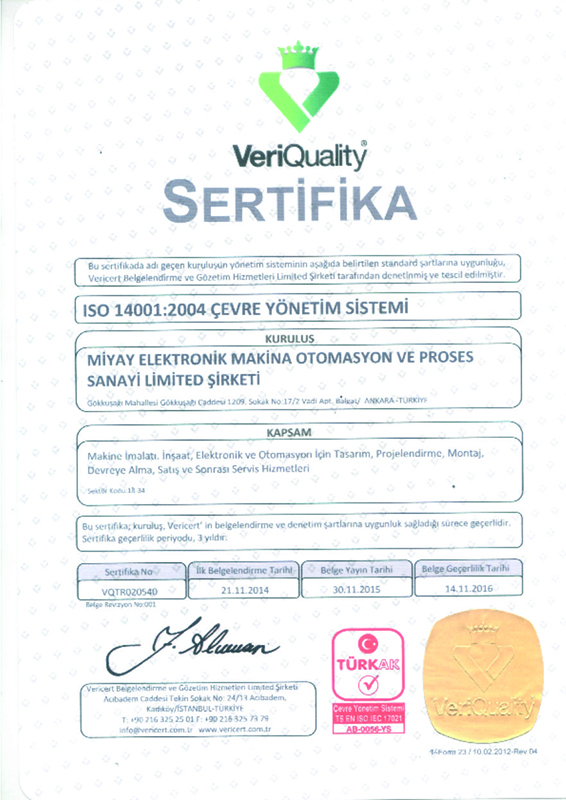 VeriQuality®
SERTİFİKA
Bu sertifikada adı geçen kuruluşun yönetim sisteminin aşağıda belirtilen standard şartlarına uygunluğu,
Vericert Belgelendirme ve Gözetim Hizmetleri Limited Şirketi tarafından denetlenmiş ve tescil edilmiştir.
ISO 14001:2004 ÇEVRE YÖNETİM SİSTEMİ
KURULUŞ
MİYAY ELEKTRONİK MAKİNA OTOMASYON VE PROSES
SANAYİ LİMİTED ŞİRKETİ
Gökkuşağı Mahallesi Gökkuşağı Caddesi 1209. Sokak No:17/2 Vadi Apt. Balgat/ ANKARA -TÜRKİYE
KAPSAM
Makine İmalatı. İnşaat, Elektronik ve Otomasyon İçin Tasarım, Projelendirme, Montaj,
Devreye Alma, Satış ve Sonrası Servis Hizmetleri
Sektör Kodu:18-34
Bu sertifika; kuruluş, Vericert' in belgelendirme ve denetim şartlarına uygunluk sağladığı sürece geçerlidir.
Sertifika geçerlilik periyodu, 3 yıldır.
Sertifika No İlk Belgelendirme Tarihi Belge Yayın Tarihi Belge Geçerlilik Tarihi
VQTR020540 21.11.2014 30.11.2015 14.11.2016
Belge Revizyon No:001
TÜRKAK
Çevre Yönetim Sistemi
TS EN ISO IEC 17021
AB-0056-YS
VeriQuality
Vericert Belgelendirme ve Gözetim Hizmetleri Limited Şirketi
Acıbadem Caddesi Tekin Sokak No: 24/13 Acıbadem,
Kadıköy/İSTANBUL-TÜRKİYE
T: +90 216 325 25 01 F: +90 216 325 73 79
info@vericert.com.tr www.vericert.com.tr
Form 23 / 10.02.2012-Rev 04